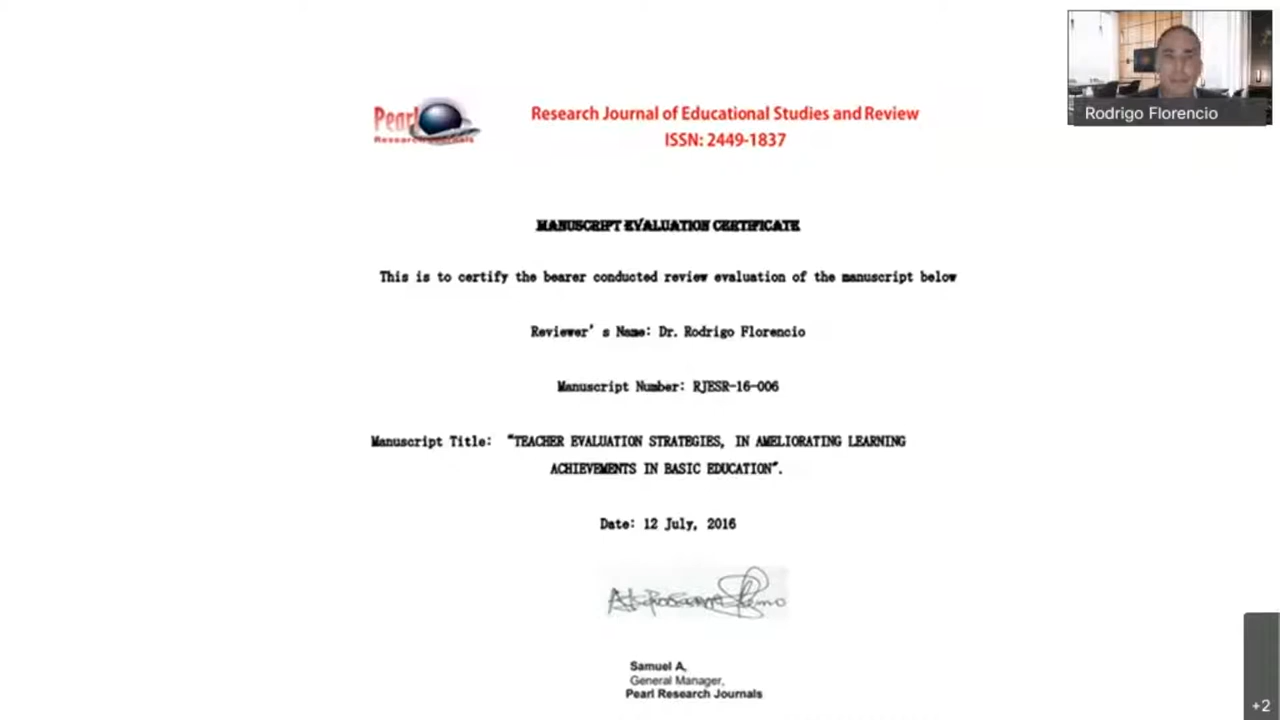 Pearl
Research Journals
Research Journal of Educational Studies and Review
ISSN: 2449-1837
Rodrigo Florencio
MANUSCRIPT EVALUATION CERTIFICATE
This is to certify the bearer conducted review evaluation of the manuscript below
Reviewer's Name: Dr. Rodrigo Florencio
Manuscript Number: RJESR-16-006
Manuscript Title: "TEACHER EVALUATION STRATEGIES, IN AMELIORATING LEARNING
ACHIEVEMENTS IN BASIC EDUCATION".
Date: 12 July, 2016
Samuel A,
General Manager,
Pearl Research Journals
+2